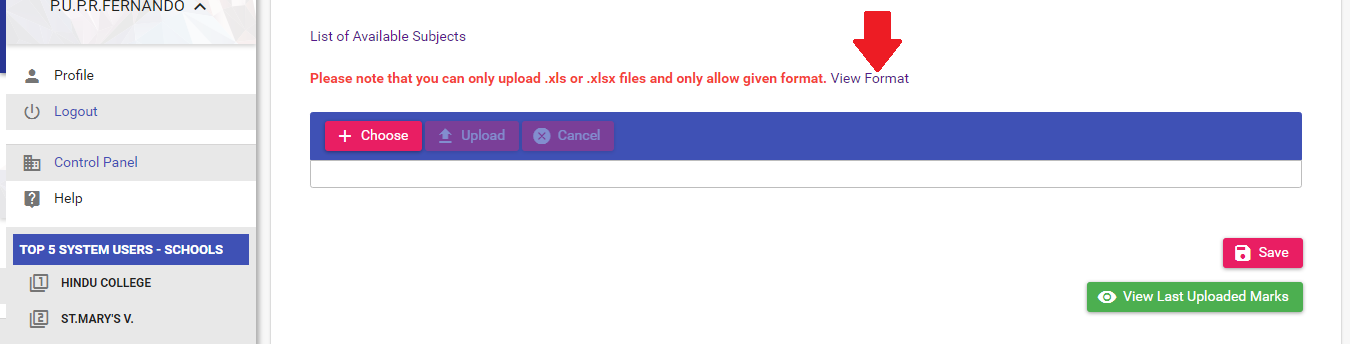 P.U.P.R.FERNANDO
Profile
Logout
Control Panel
Help
TOP 5 SYSTEM USERS - SCHOOLS
1 HINDU COLLEGE
2 ST.MARY'S V.
List of Available Subjects
Please note that you can only upload .xls or .xlsx files and only allow given format. View Format
Choose Upload Cancel
Save
View Last Uploaded Marks